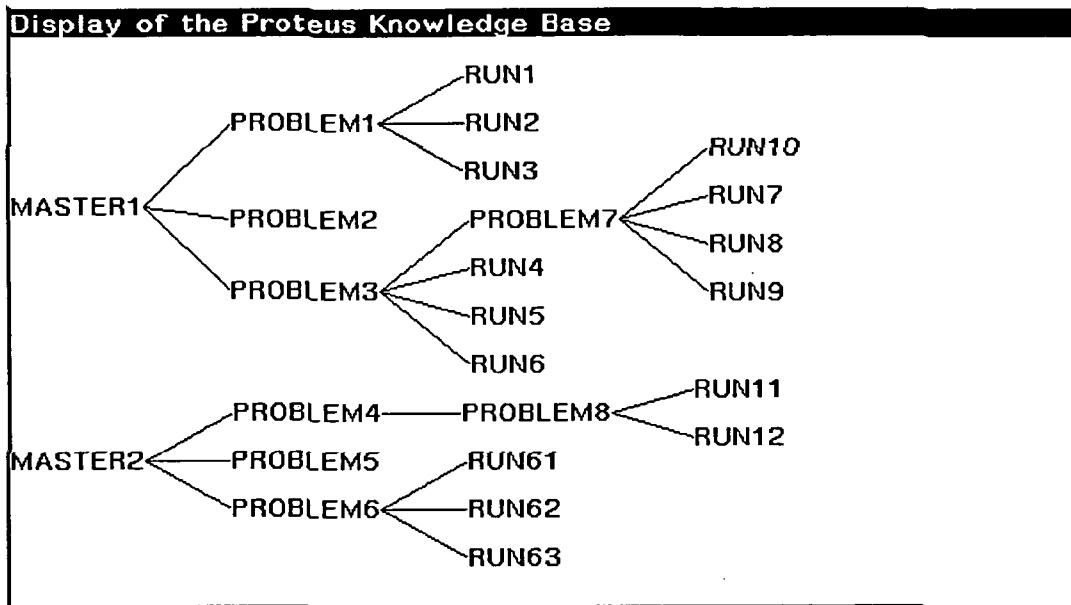 Display of the Proteus Knowledge Base
RUN1
PROBLEM1
RUN2
RUN10
RUN3
RUN7
MASTER1
PROBLEM2
PROBLEM7
RUN8
RUN4
PROBLEM3
RUN9
RUN5
RUN6
RUN11
PROBLEM4
PROBLEM8
RUN12
MASTER2
PROBLEM5
RUN61
PROBLEM6
RUN62
RUN63